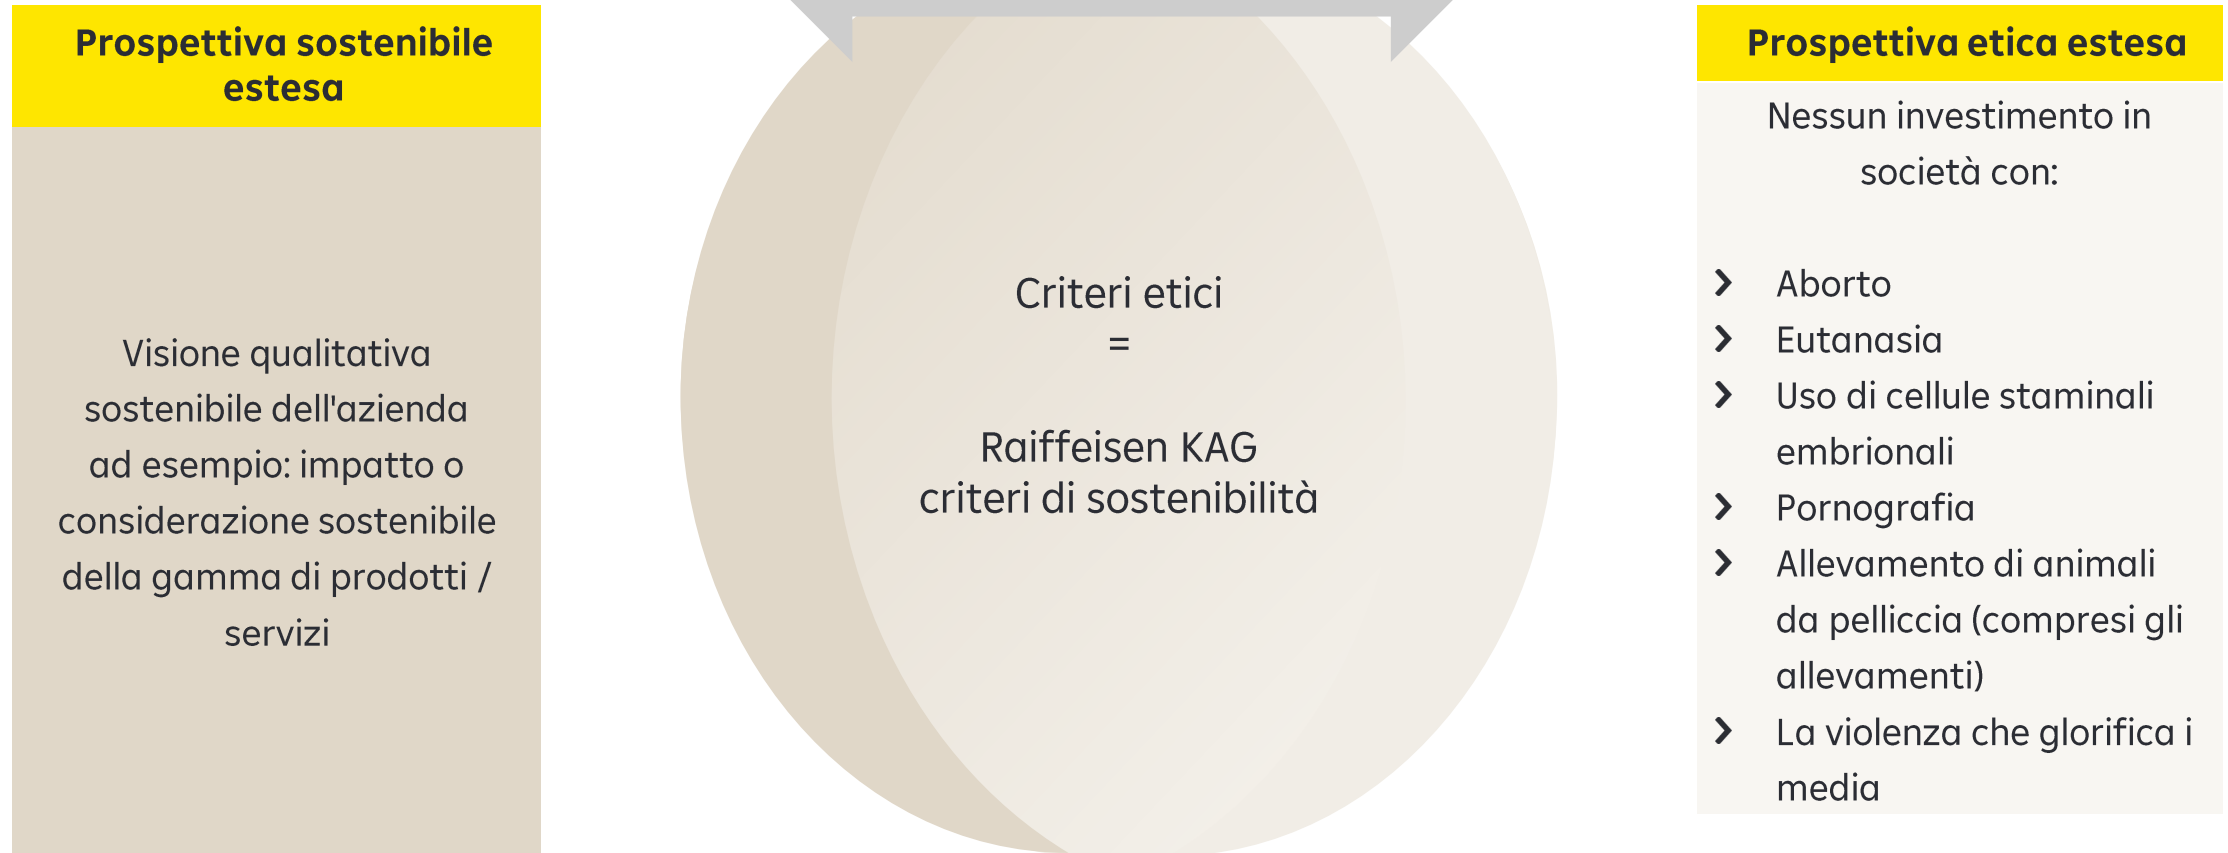 Prospettiva sostenibile
estesa
Visione qualitativa
sostenibile dell'azienda
ad esempio: impatto o
considerazione sostenibile
della gamma di prodotti /
servizi
Criteri etici
=
Raiffeisen KAG
criteri di sostenibilità
Prospettiva etica estesa
Nessun investimento in
società con:
Aborto
Eutanasia
Uso di cellule staminali
embrionali
Pornografia
Allevamento di animali
da pelliccia (compresi gli
allevamenti)
La violenza che glorifica i
media